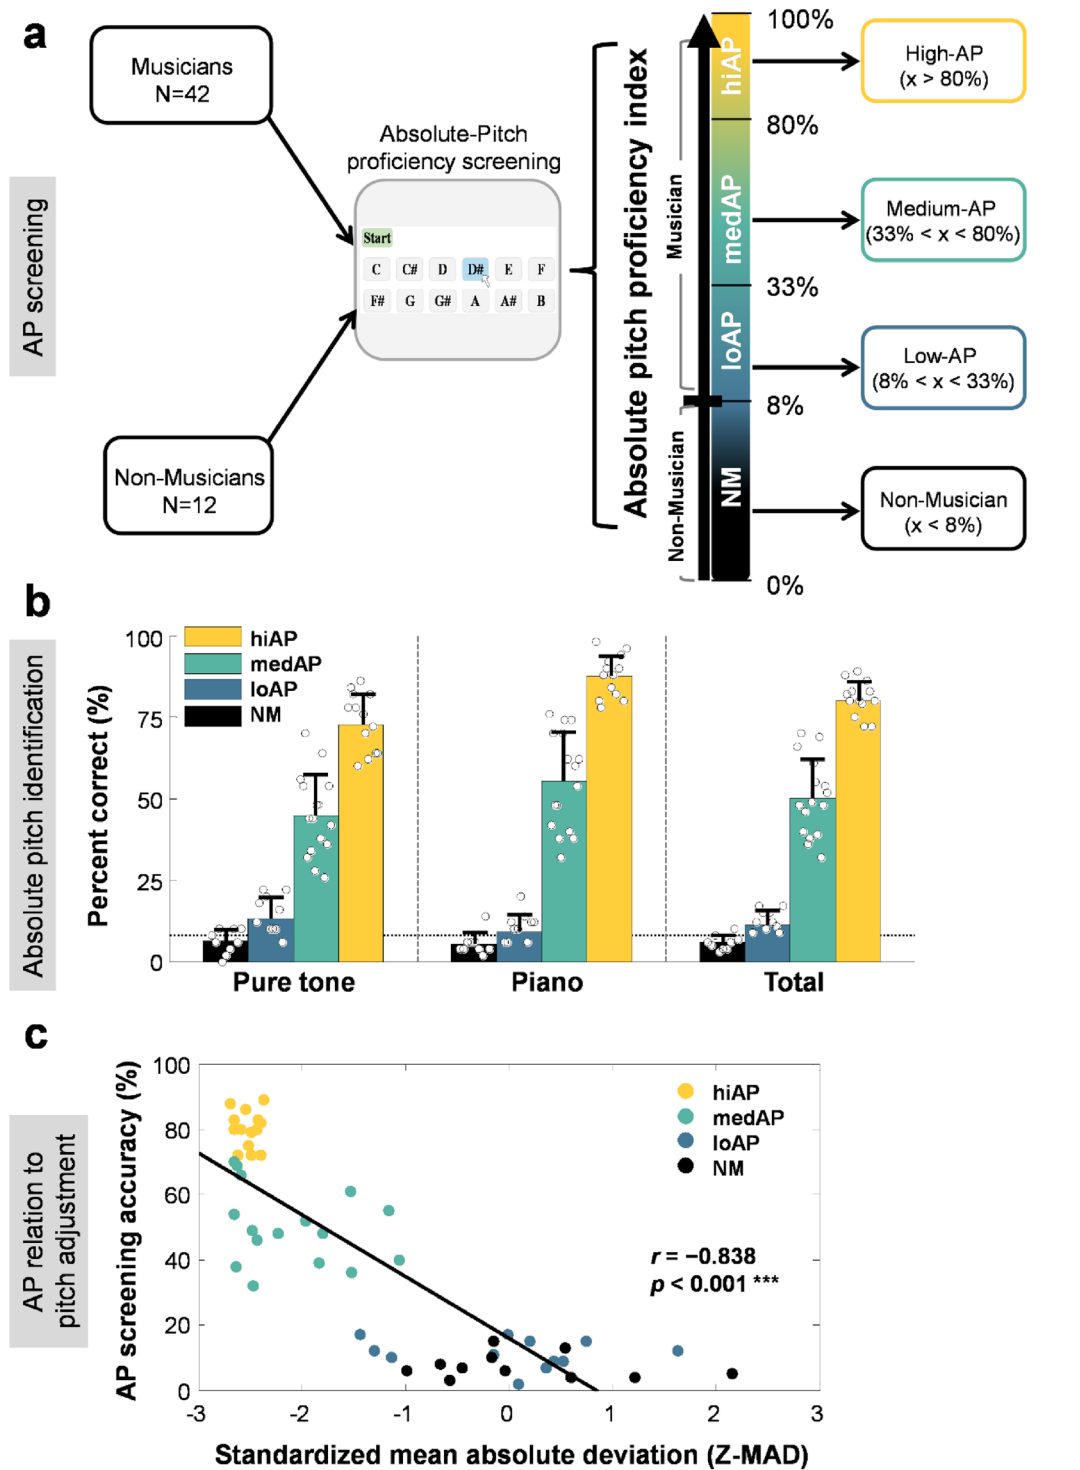 a
AP screening
Musicians
N=42
Non-Musicians
N=12
Absolute-Pitch
proficiency screening
Start
C C# D D# E F
F# G G# A A# B
Absolute pitch proficiency index
Musician
Non-Musician
hiAP
medAP
loAP
NM
100%
80%
33%
8%
0%
High-AP
(x > 80%)
Medium-AP
(33% < x < 80%)
Low-AP
(8% < x < 33%)
Non-Musician
(x < 8%)
b
Absolute pitch identification
Percent correct (%)
100
75
50
25
0
hiAP
medAP
loAP
NM
Pure tone
Piano
Total
c
AP relation to
pitch adjustment
AP screening accuracy (%)
100
80
60
40
20
0
hiAP
medAP
loAP
NM
r = −0.838
p < 0.001 ***
-3 -2 -1 0 1 2 3
Standardized mean absolute deviation (Z-MAD)